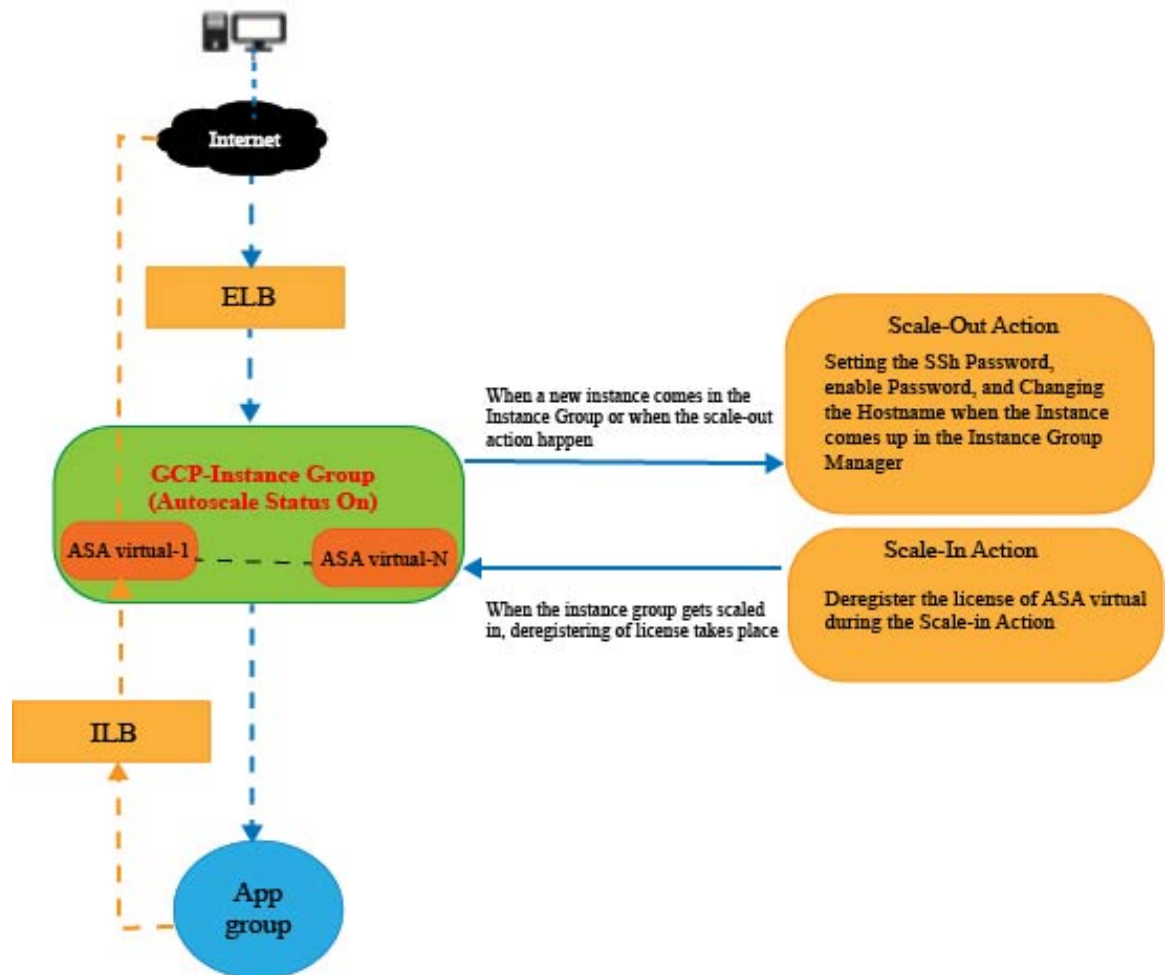 Internet
ELB
Scale-Out Action
Setting the SSh Password,
enable Password, and Changing
the Hostname when the Instance
comes up in the Instance Group
Manager
When a new instance comes in the
Instance Group or when the scale-out
action happen
GCP-Instance Group
(Autoscale Status On)
ASA virtual-1
ASA virtual-N
Scale-In Action
Deregister the license of ASA virtual
during the Scale-in Action
When the instance group gets scaled
in, deregistering of license takes place
ILB
App
group